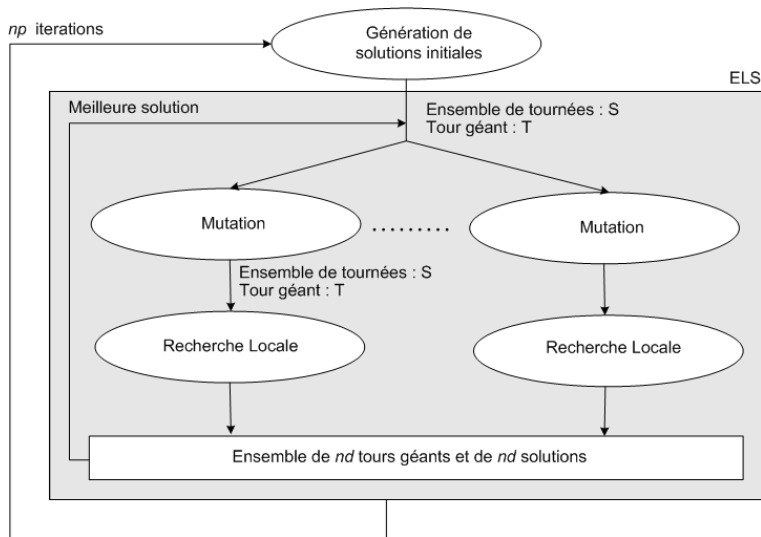 np iterations
Génération de
solutions initiales
ELS
Meilleure solution
Ensemble de tournées : S
Tour géant : T
Mutation
.........
Mutation
Ensemble de tournées : S
Tour géant : T
Recherche Locale
Recherche Locale
Ensemble de nd tours géants et de nd solutions